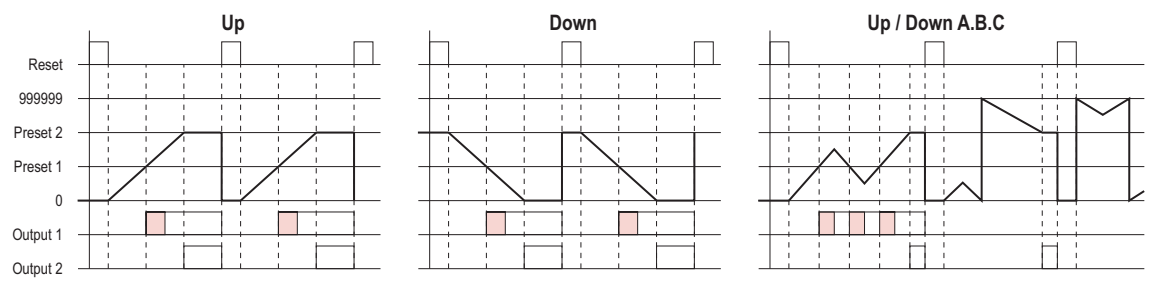 Up
Down
Up / Down A.B.C
Reset
999999
Preset 2
Preset 1
0
Output 1
Output 2